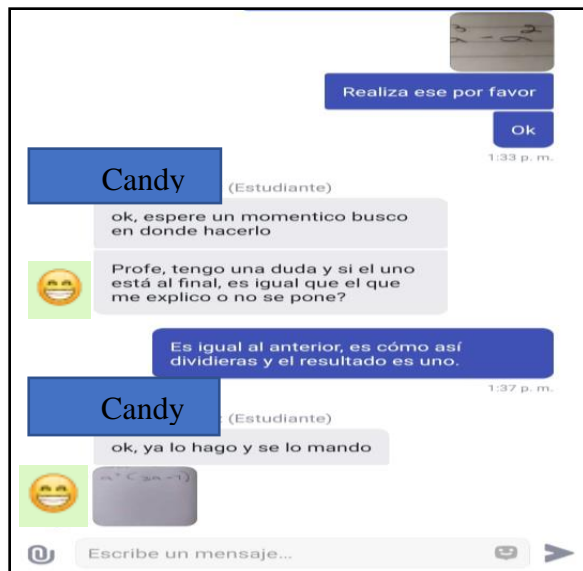 Realiza ese por favor
Ok
1:33 p. m.
Candy
(Estudiante)
ok, espere un momentico busco
en donde hacerlo
Profe, tengo una duda y si el uno
está al final, es igual que el que
me explico o no se pone?
Es igual al anterior, es cómo así
dividieras y el resultado es uno.
1:37 p. m.
Candy
(Estudiante)
ok, ya lo hago y se lo mando
Escribe un mensaje...